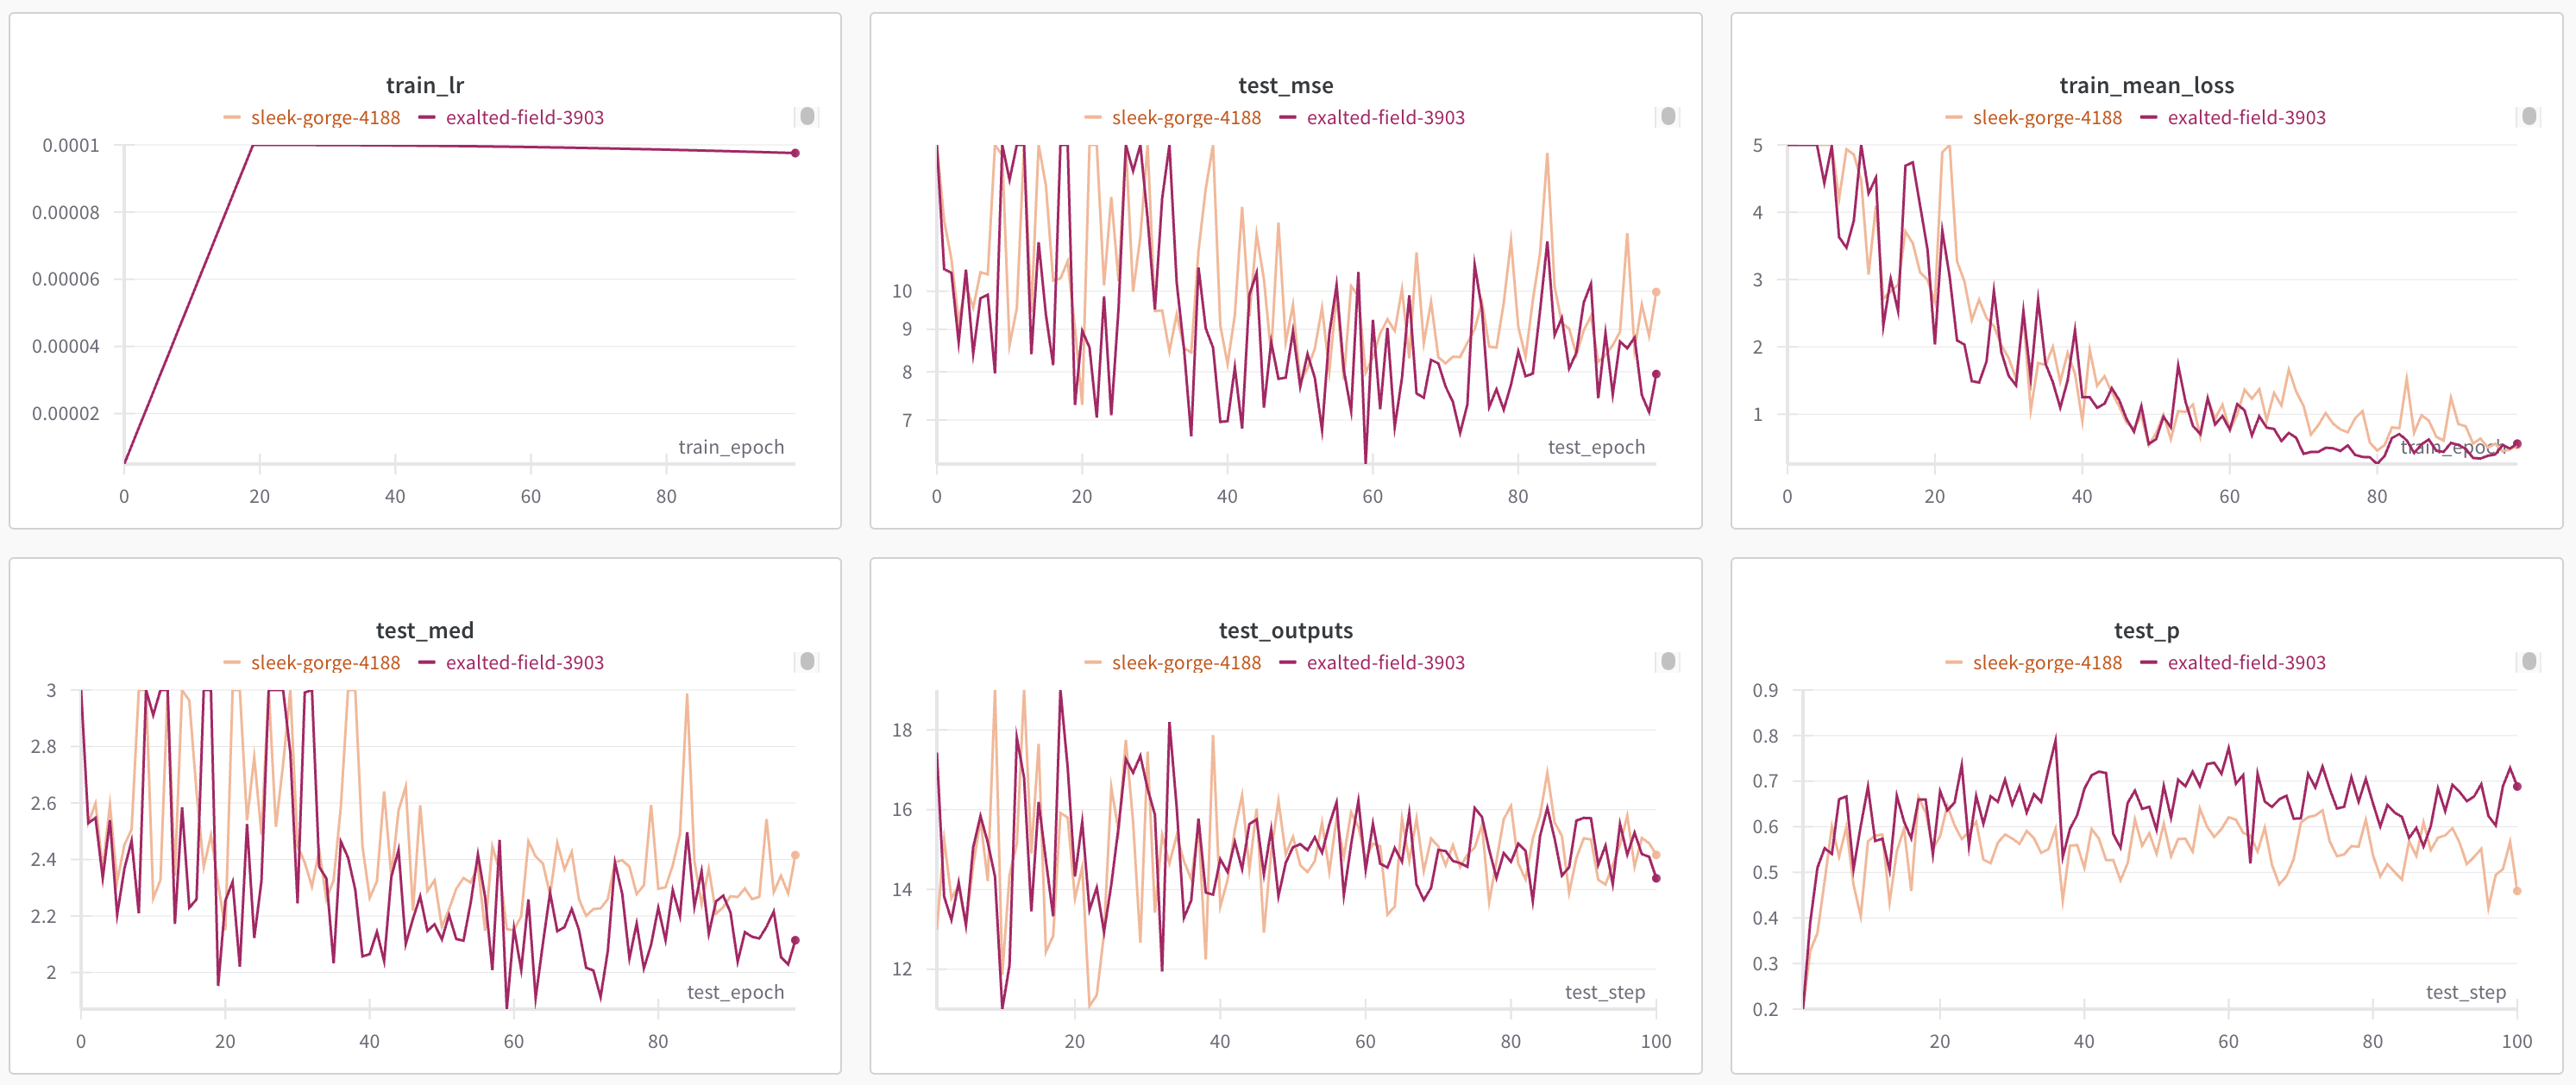 train_lr
sleek-gorge-4188 exalted-field-3903
0.0001
0.00008
0.00006
0.00004
0.00002
train_epoch
0 20 40 60 80
test_mse
sleek-gorge-4188 exalted-field-3903
10
9
8
7
test_epoch
0 20 40 60 80
train_mean_loss
sleek-gorge-4188 exalted-field-3903
5
4
3
2
1
train_epoch
0 20 40 60 80
test_med
sleek-gorge-4188 exalted-field-3903
3
2.8
2.6
2.4
2.2
2
test_epoch
0 20 40 60 80
test_outputs
sleek-gorge-4188 exalted-field-3903
18
16
14
12
test_step
20 40 60 80 100
test_p
sleek-gorge-4188 exalted-field-3903
0.9
0.8
0.7
0.6
0.5
0.4
0.3
0.2
test_step
20 40 60 80 100